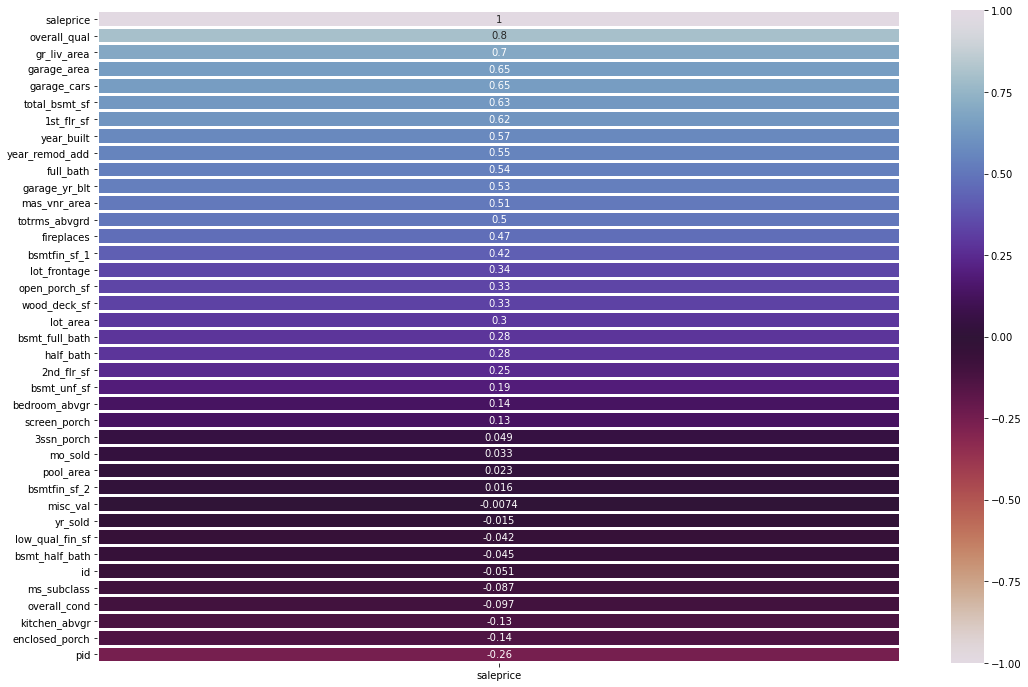 saleprice 1
overall_qual 0.8
gr_liv_area 0.7
garage_area 0.65
garage_cars 0.65
total_bsmt_sf 0.63
1st_flr_sf 0.62
year_built 0.57
year_remod_add 0.55
full_bath 0.54
garage_yr_blt 0.53
mas_vnr_area 0.51
totrms_abvgrd 0.5
fireplaces 0.47
bsmtfin_sf_1 0.42
lot_frontage 0.34
open_porch_sf 0.33
wood_deck_sf 0.33
lot_area 0.3
bsmt_full_bath 0.28
half_bath 0.28
2nd_flr_sf 0.25
bsmt_unf_sf 0.19
bedroom_abvgr 0.14
screen_porch 0.13
3ssn_porch 0.049
mo_sold 0.033
pool_area 0.023
bsmtfin_sf_2 0.016
misc_val -0.0074
yr_sold -0.015
low_qual_fin_sf -0.042
bsmt_half_bath -0.045
id -0.051
ms_subclass -0.087
overall_cond -0.097
kitchen_abvgr -0.13
enclosed_porch -0.14
pid -0.26
saleprice
1.00
0.75
0.50
0.25
0.00
−0.25
−0.50
−0.75
−1.00